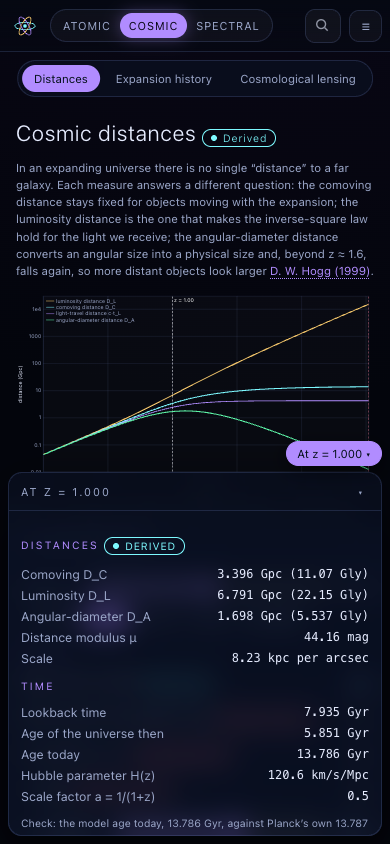 ATOMIC COSMIC SPECTRAL
Distances Expansion history Cosmological lensing
Cosmic distances Derived
In an expanding universe there is no single “distance” to a far
galaxy. Each measure answers a different question: the comoving
distance stays fixed for objects moving with the expansion; the
luminosity distance is the one that makes the inverse-square law
hold for the light we receive; the angular-diameter distance
converts an angular size into a physical size and, beyond z ≈ 1.6,
falls again, so more distant objects look larger D. W. Hogg (1999).
luminosity distance D_L
comoving distance D_C
light-travel distance c·t_L
angular-diameter distance A_A
z = 1.00
1e4
1000
100
10
1
0.1
distance (Gpc)
At z = 1.000
AT Z = 1.000
DISTANCES DERIVED
Comoving D_C 3.396 Gpc (11.07 Gly)
Luminosity D_L 6.791 Gpc (22.15 Gly)
Angular-diameter D_A 1.698 Gpc (5.537 Gly)
Distance modulus μ 44.16 mag
Scale 8.23 kpc per arcsec
TIME
Lookback time 7.935 Gyr
Age of the universe then 5.851 Gyr
Age today 13.786 Gyr
Hubble parameter H(z) 120.6 km/s/Mpc
Scale factor a = 1/(1+z) 0.5
Check: the model age today, 13.786 Gyr, against Planck’s own 13.787